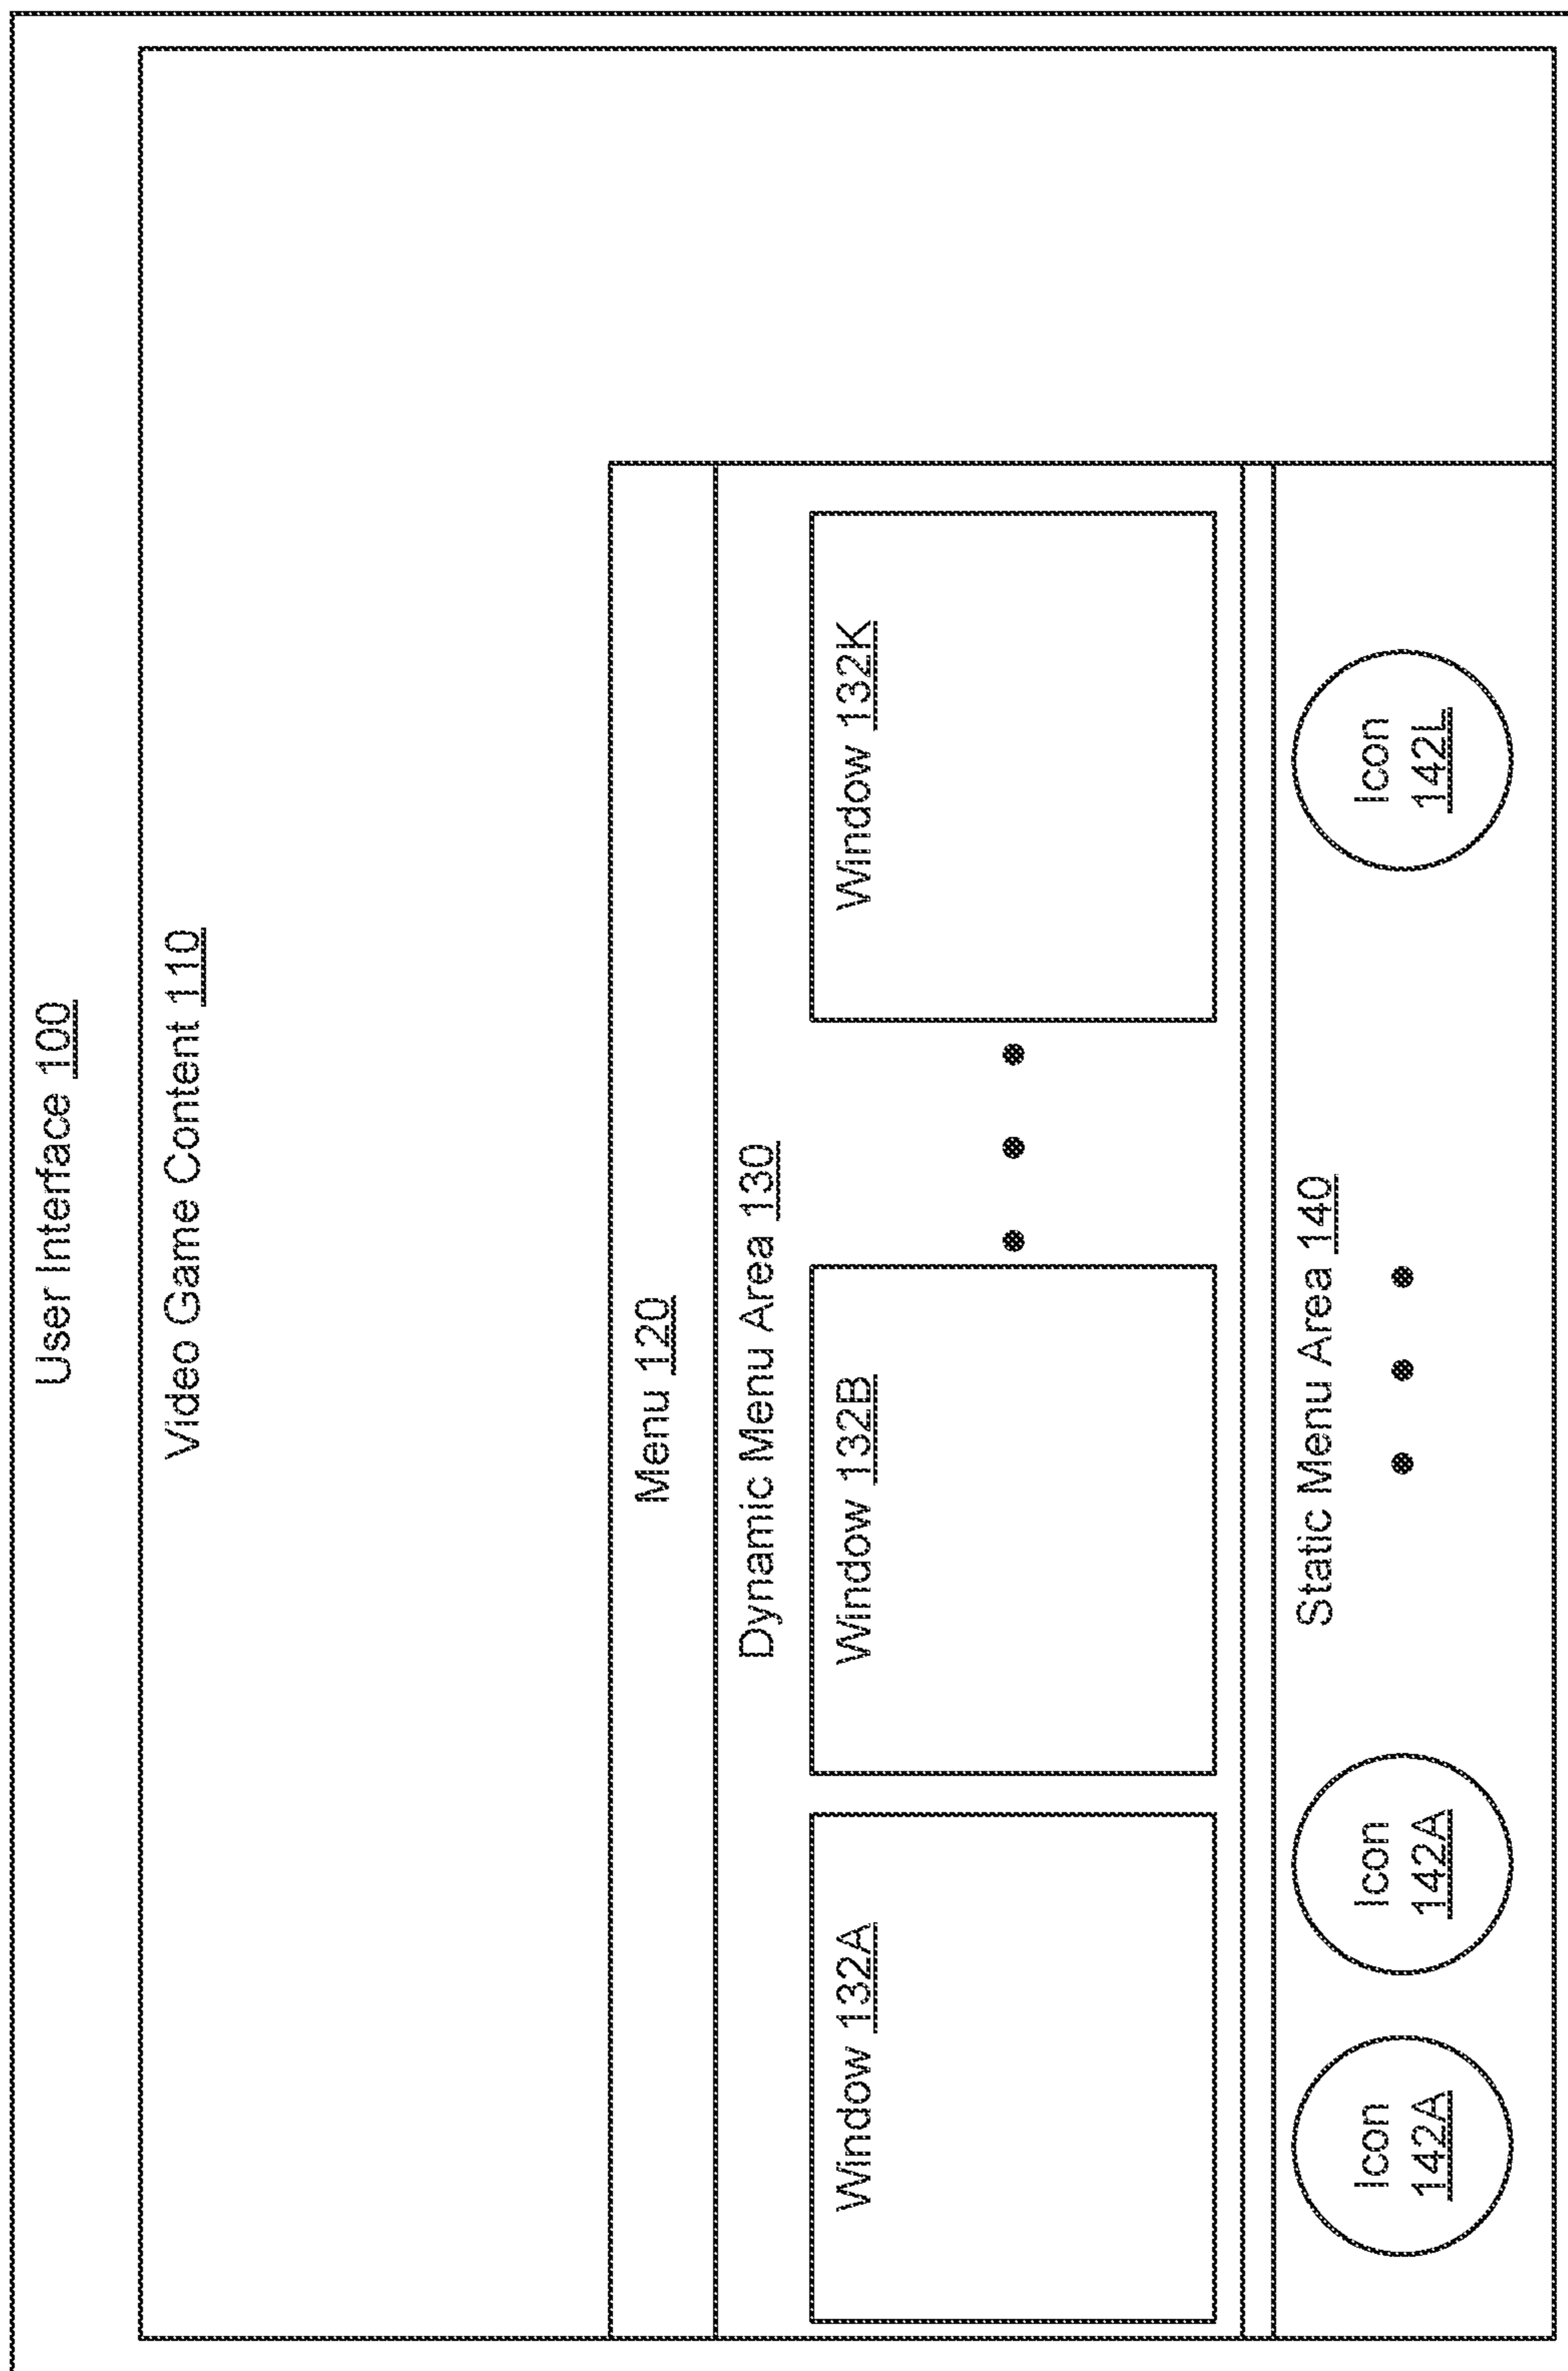 User Interface 100
Video Game Content 110
Menu 120
Dynamic Menu Area 130
Window 132A
Window 132B
Window 132K
Static Menu Area 140
Icon
142A
Icon
142A
Icon
142L